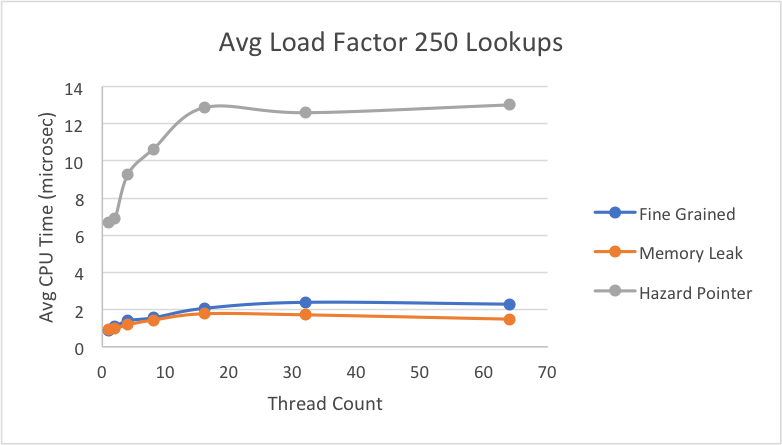 Avg Load Factor 250 Lookups
14
12
10
8
6
4
2
0
Avg CPU Time (microsec)
0 10 20 30 40 50 60 70
Thread Count
Fine Grained
Memory Leak
Hazard Pointer